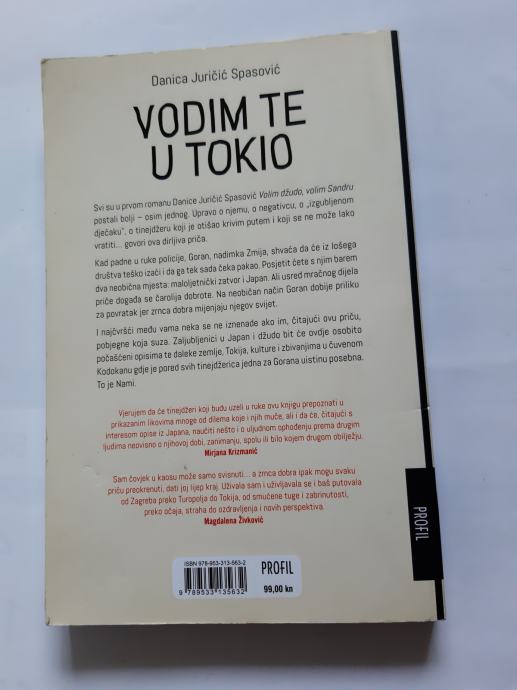 Danica Juričić Spasović
VODIM TE
U TOKIO
Svi su u prvom romanu Danice Juričić Spasović Volim džudo, volim Sandru
postali bolji – osim jednog. Upravo o njemu, o negativcu, o „izgubljenom
dječaku", o tinejdžeru koji je otišao krivim putem i koji se ne može lako
vratiti... govori ova dirljiva priča.
Kad padne u ruke policije, Goran, nadimka Zmija, shvaća da će iz lošega
društva teško izaći i da ga tek sada čeka pakao. Posjetit ćete s njim barem
dva neobična mjesta: maloljetnički zatvor i Japan. Ali usred mračnog dijela
priče događa se čarolija dobrote. Na neobičan način Goran dobije priliku
za povratak jer zrnca dobra mijenjaju njegov svijet.
I najčvršći među vama neka se ne iznenade ako im, čitajući ovu priču,
pobjegne koja suza. Zaljubljenici u Japan i džudo bit će ovdje osobito
počašćeni opisima te daleke zemlje, Tokija, kulture i zbivanjima u čuvenom
Kodokanu gdje je pored svih tinejdžerica jedna za Gorana uistinu posebna.
To je Nami.
Vjerujem da će tinejdžeri koji budu uzeli u ruke ovu knjigu prepoznati u
prikazanim likovima mnoge od dilema koje i njih muče, ali i da će, čitajući s
interesom opise iz Japana, naučiti nešto i o uljudnom ophođenju prema drugim
ljudima neovisno o njihovoj dobi, zanimanju, spolu ili bilo kojem drugom obilježju.
Mirjana Krizmanić
Sam čovjek u kaosu može samo svisnuti... a zrnca dobra ipak mogu svaku
priču preokrenuti, dati joj lijep kraj. Uživala sam i uživljavala se i baš putovala
od Zagreba preko Turopolja do Tokija, od smućene tuge i zabrinutosti,
preko očaja, straha do ozdravljenja i novih perspektiva.
Magdalena Živković
PROFIL
ISBN 978-953-313-563-2
9 789533 135632
PROFIL
99,00 kn